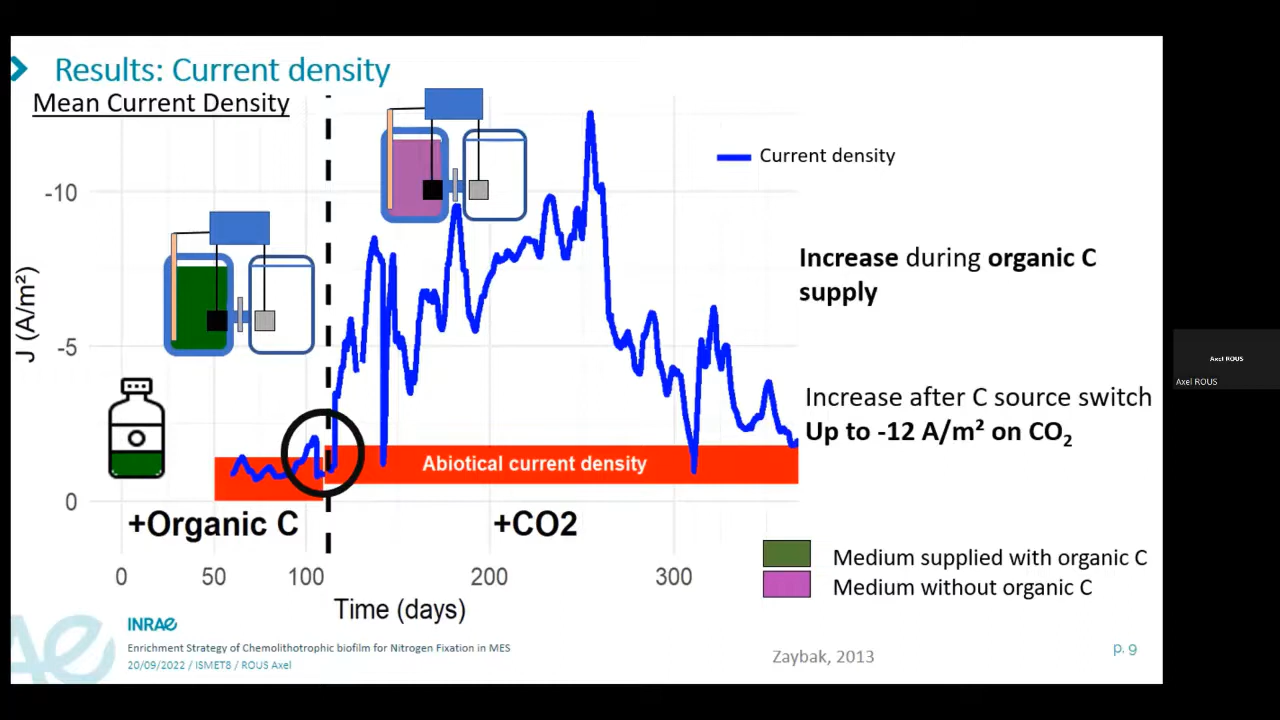 Results: Current density
Mean Current Density
Current density
-10
-5
0
J (A/m²)
Increase during organic C
supply
Increase after C source switch
Up to -12 A/m² on CO₂
Abiotical current density
+Organic C
+CO2
0
50
100
200
300
Time (days)
Medium supplied with organic C
Medium without organic C
INRAE
Enrichment Strategy of Chemolithotrophic biofilm for Nitrogen Fixation in MES
20/09/2022 / ISMET8 / ROUS Axel
Zaybak, 2013
p. 9
Axel ROUS
Axel ROUS